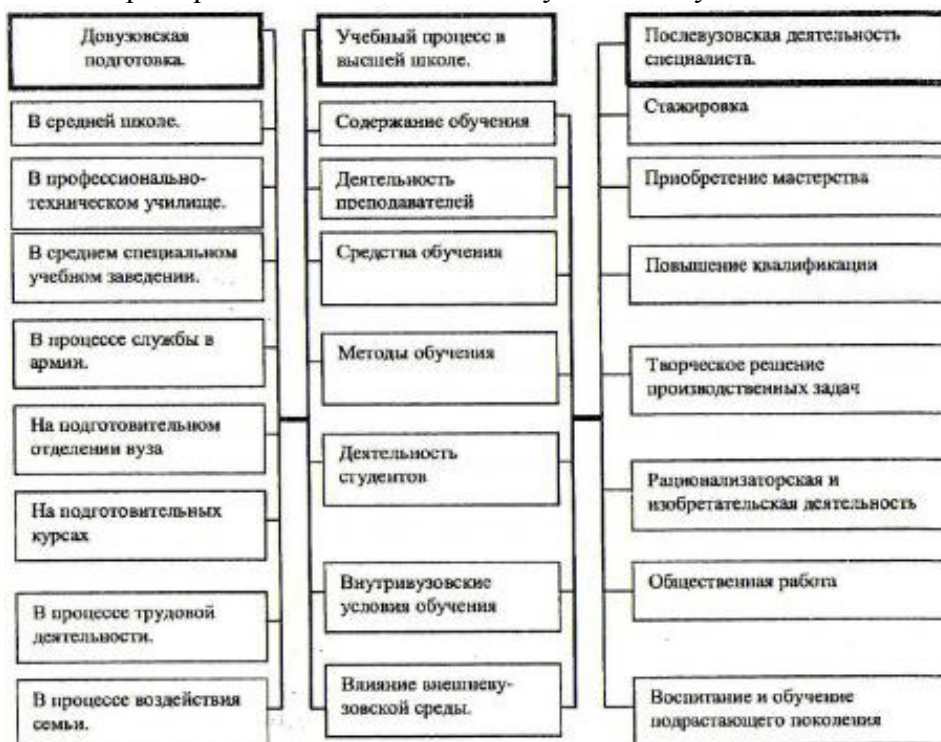 Довузовская
подготовка.
В средней школе.
В профессионально-
техническом училище.
В среднем специальном
учебном заведении.
В процессе службы в
армии.
На подготовительном
отделении вуза
На подготовительных
курсах
В процессе трудовой
деятельности.
В процессе воздействия
семьи.
Учебный процесс в
высшей школе.
Содержание обучения
Деятельность
преподавателей
Средства обучения
Методы обучения
Деятельность
студентов
Внутривузовские
условия обучения
Влияние внешневу-
зовской среды.
Послевузовская деятельность
специалиста.
Стажировка
Приобретение мастерства
Повышение квалификации
Творческое решение
производственных задач
Рационализаторская и
изобретательская деятельность
Общественная работа
Воспитание и обучение
подрастающего поколения